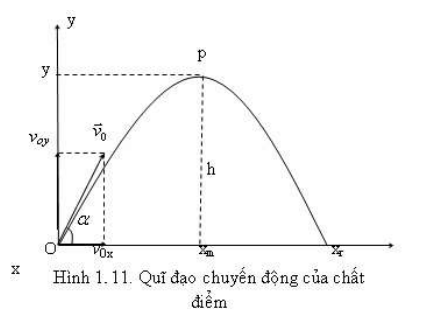 y
p
y
v₀y
v⃗₀
h
α
O
v₀x
xₘ
xᵣ
x
Hình 1.11. Quĩ đạo chuyển động của chất
điểm